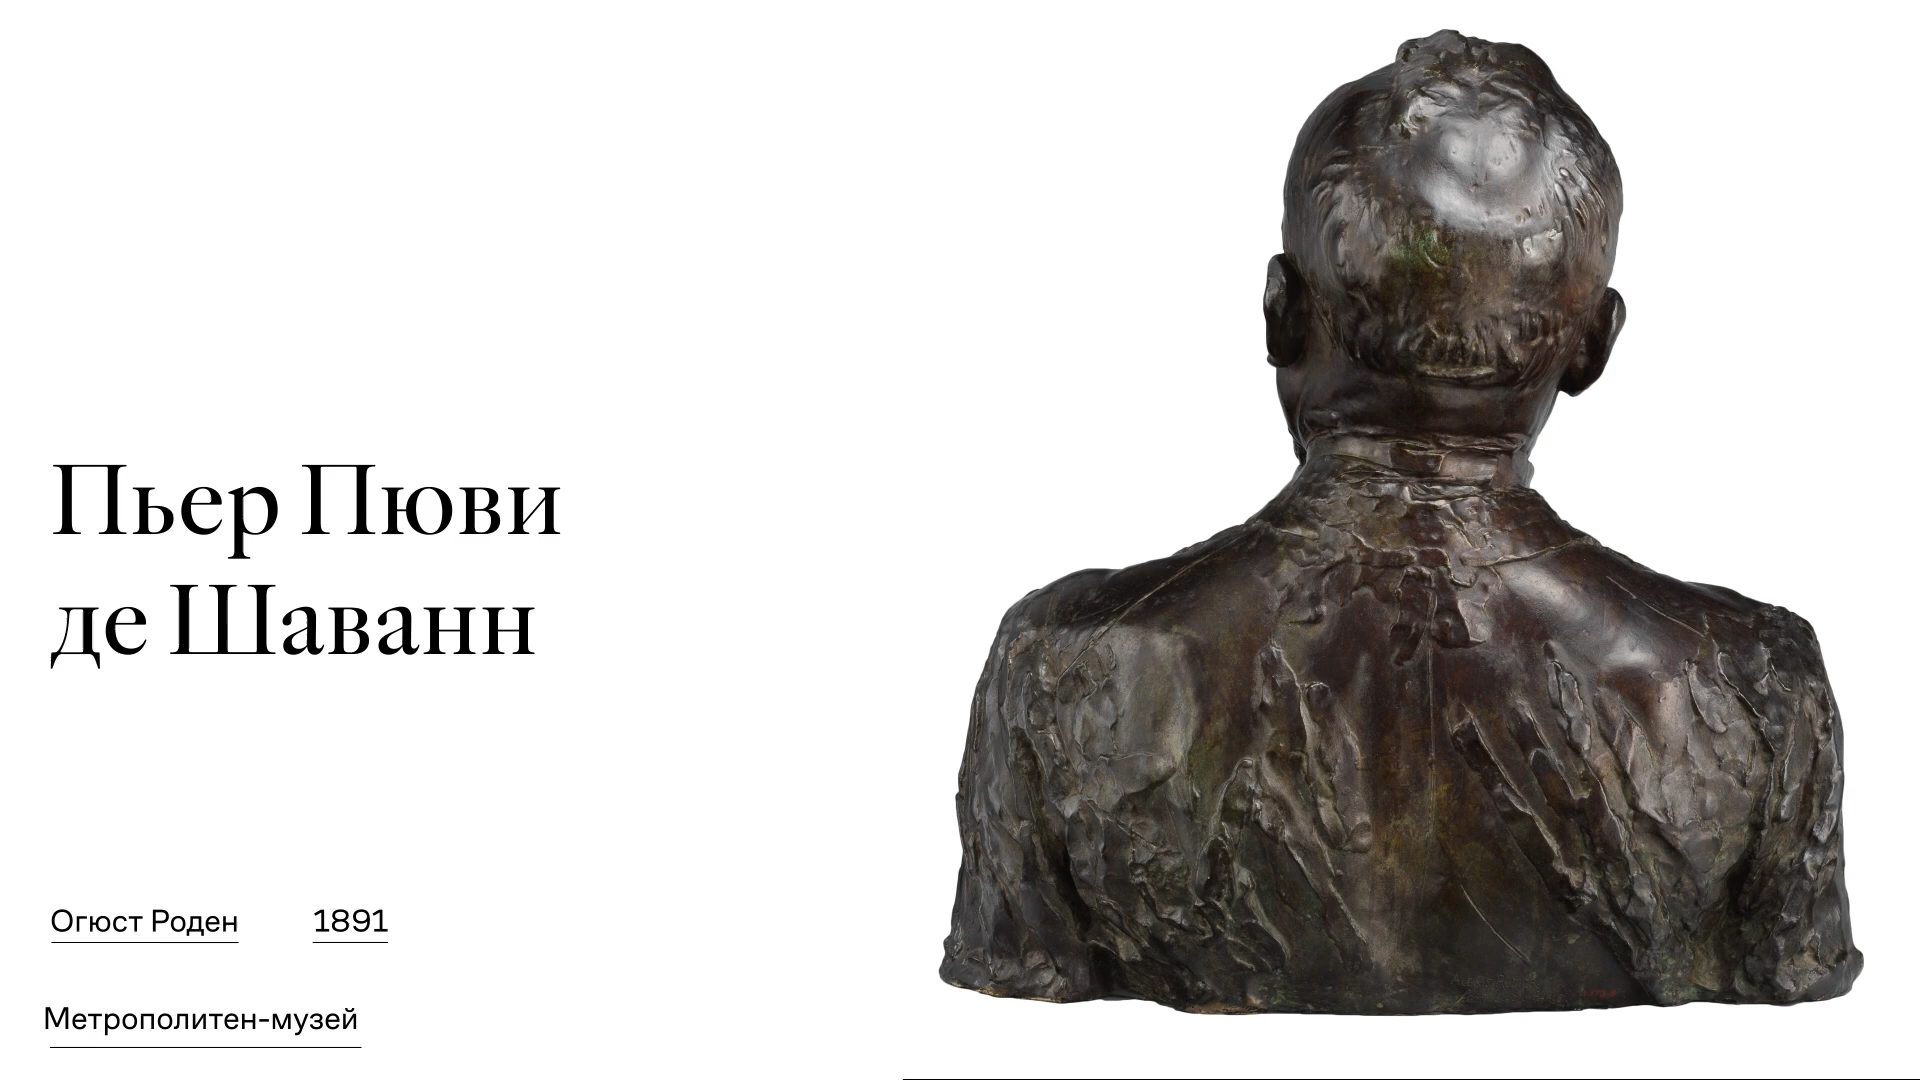 Пьер Пюви
де Шаванн
Огюст Роден
1891
Метрополитен-музей